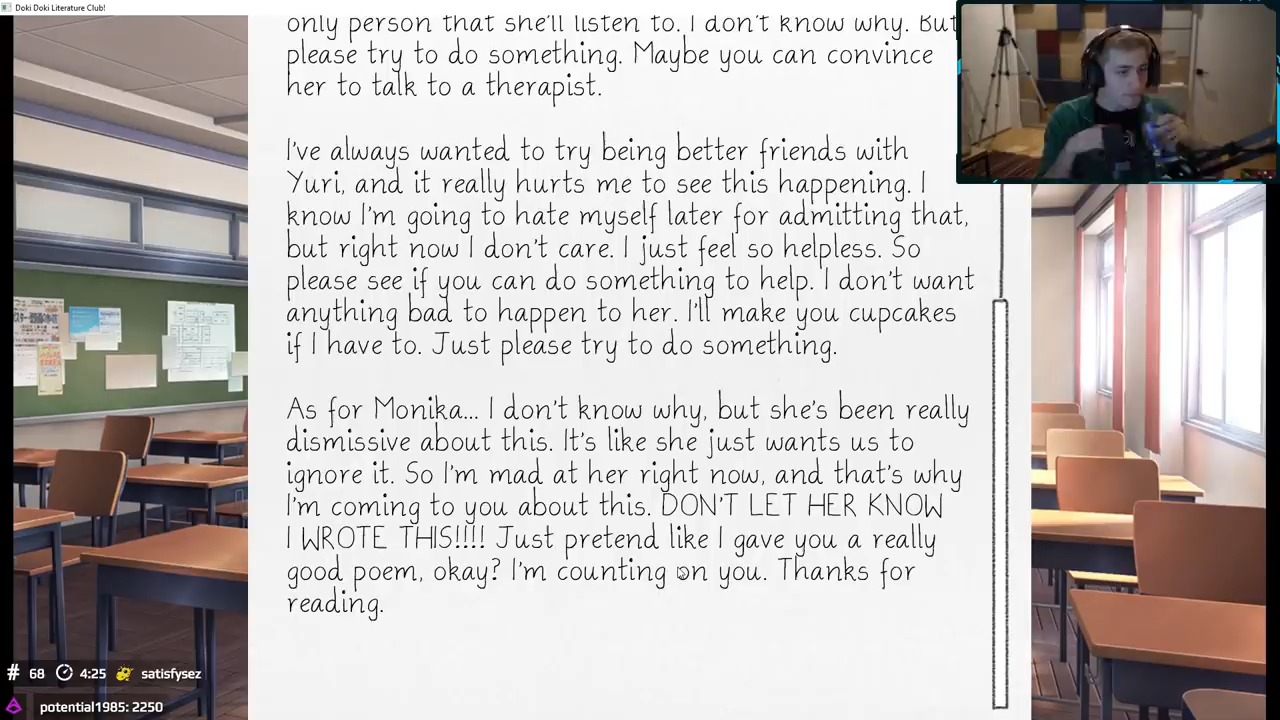 Doki Doki Literature Club!
only person that she'll listen to. I don't know why. But
please try to do something. Maybe you can convince
her to talk to a therapist.
I've always wanted to try being better friends with
Yuri, and it really hurts me to see this happening. I
know I'm going to hate myself later for admitting that,
but right now I don't care. I just feel so helpless. So
please see if you can do something to help. I don't want
anything bad to happen to her. I'll make you cupcakes
if I have to. Just please try to do something.
As for Monika... I don't know why, but she's been really
dismissive about this. It's like she just wants us to
ignore it. So I'm mad at her right now, and that's why
I'm coming to you about this. DON'T LET HER KNOW
I WROTE THIS!!!! Just pretend like I gave you a really
good poem, okay? I'm counting on you. Thanks for
reading.
# 68 4:25 satisfysez
potential1985: 2250